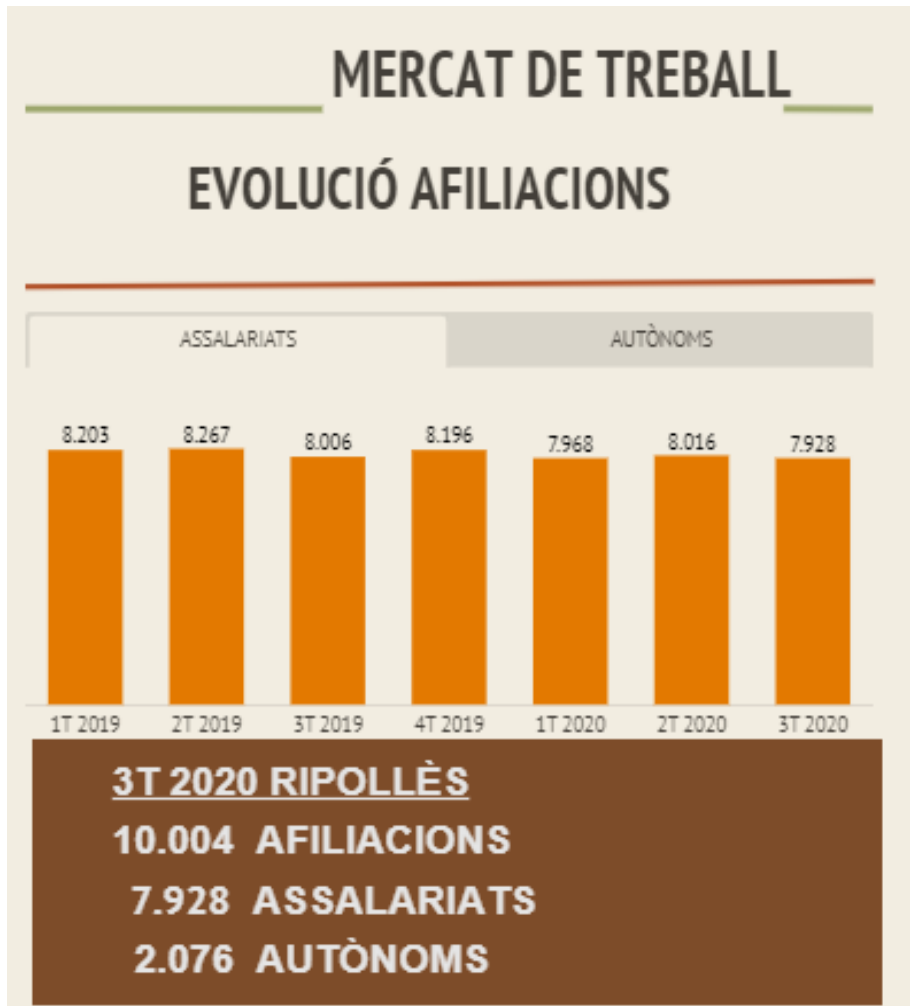 MERCAT DE TREBALL
EVOLUCIÓ AFILIACIONS
ASSALARIATS AUTÒNOMS
8.203 8.267 8.006 8.196 7.968 8.016 7.928
1T 2019 2T 2019 3T 2019 4T 2019 1T 2020 2T 2020 3T 2020
3T 2020 RIPOLLÈS
10.004 AFILIACIONS
7.928 ASSALARIATS
2.076 AUTÒNOMS